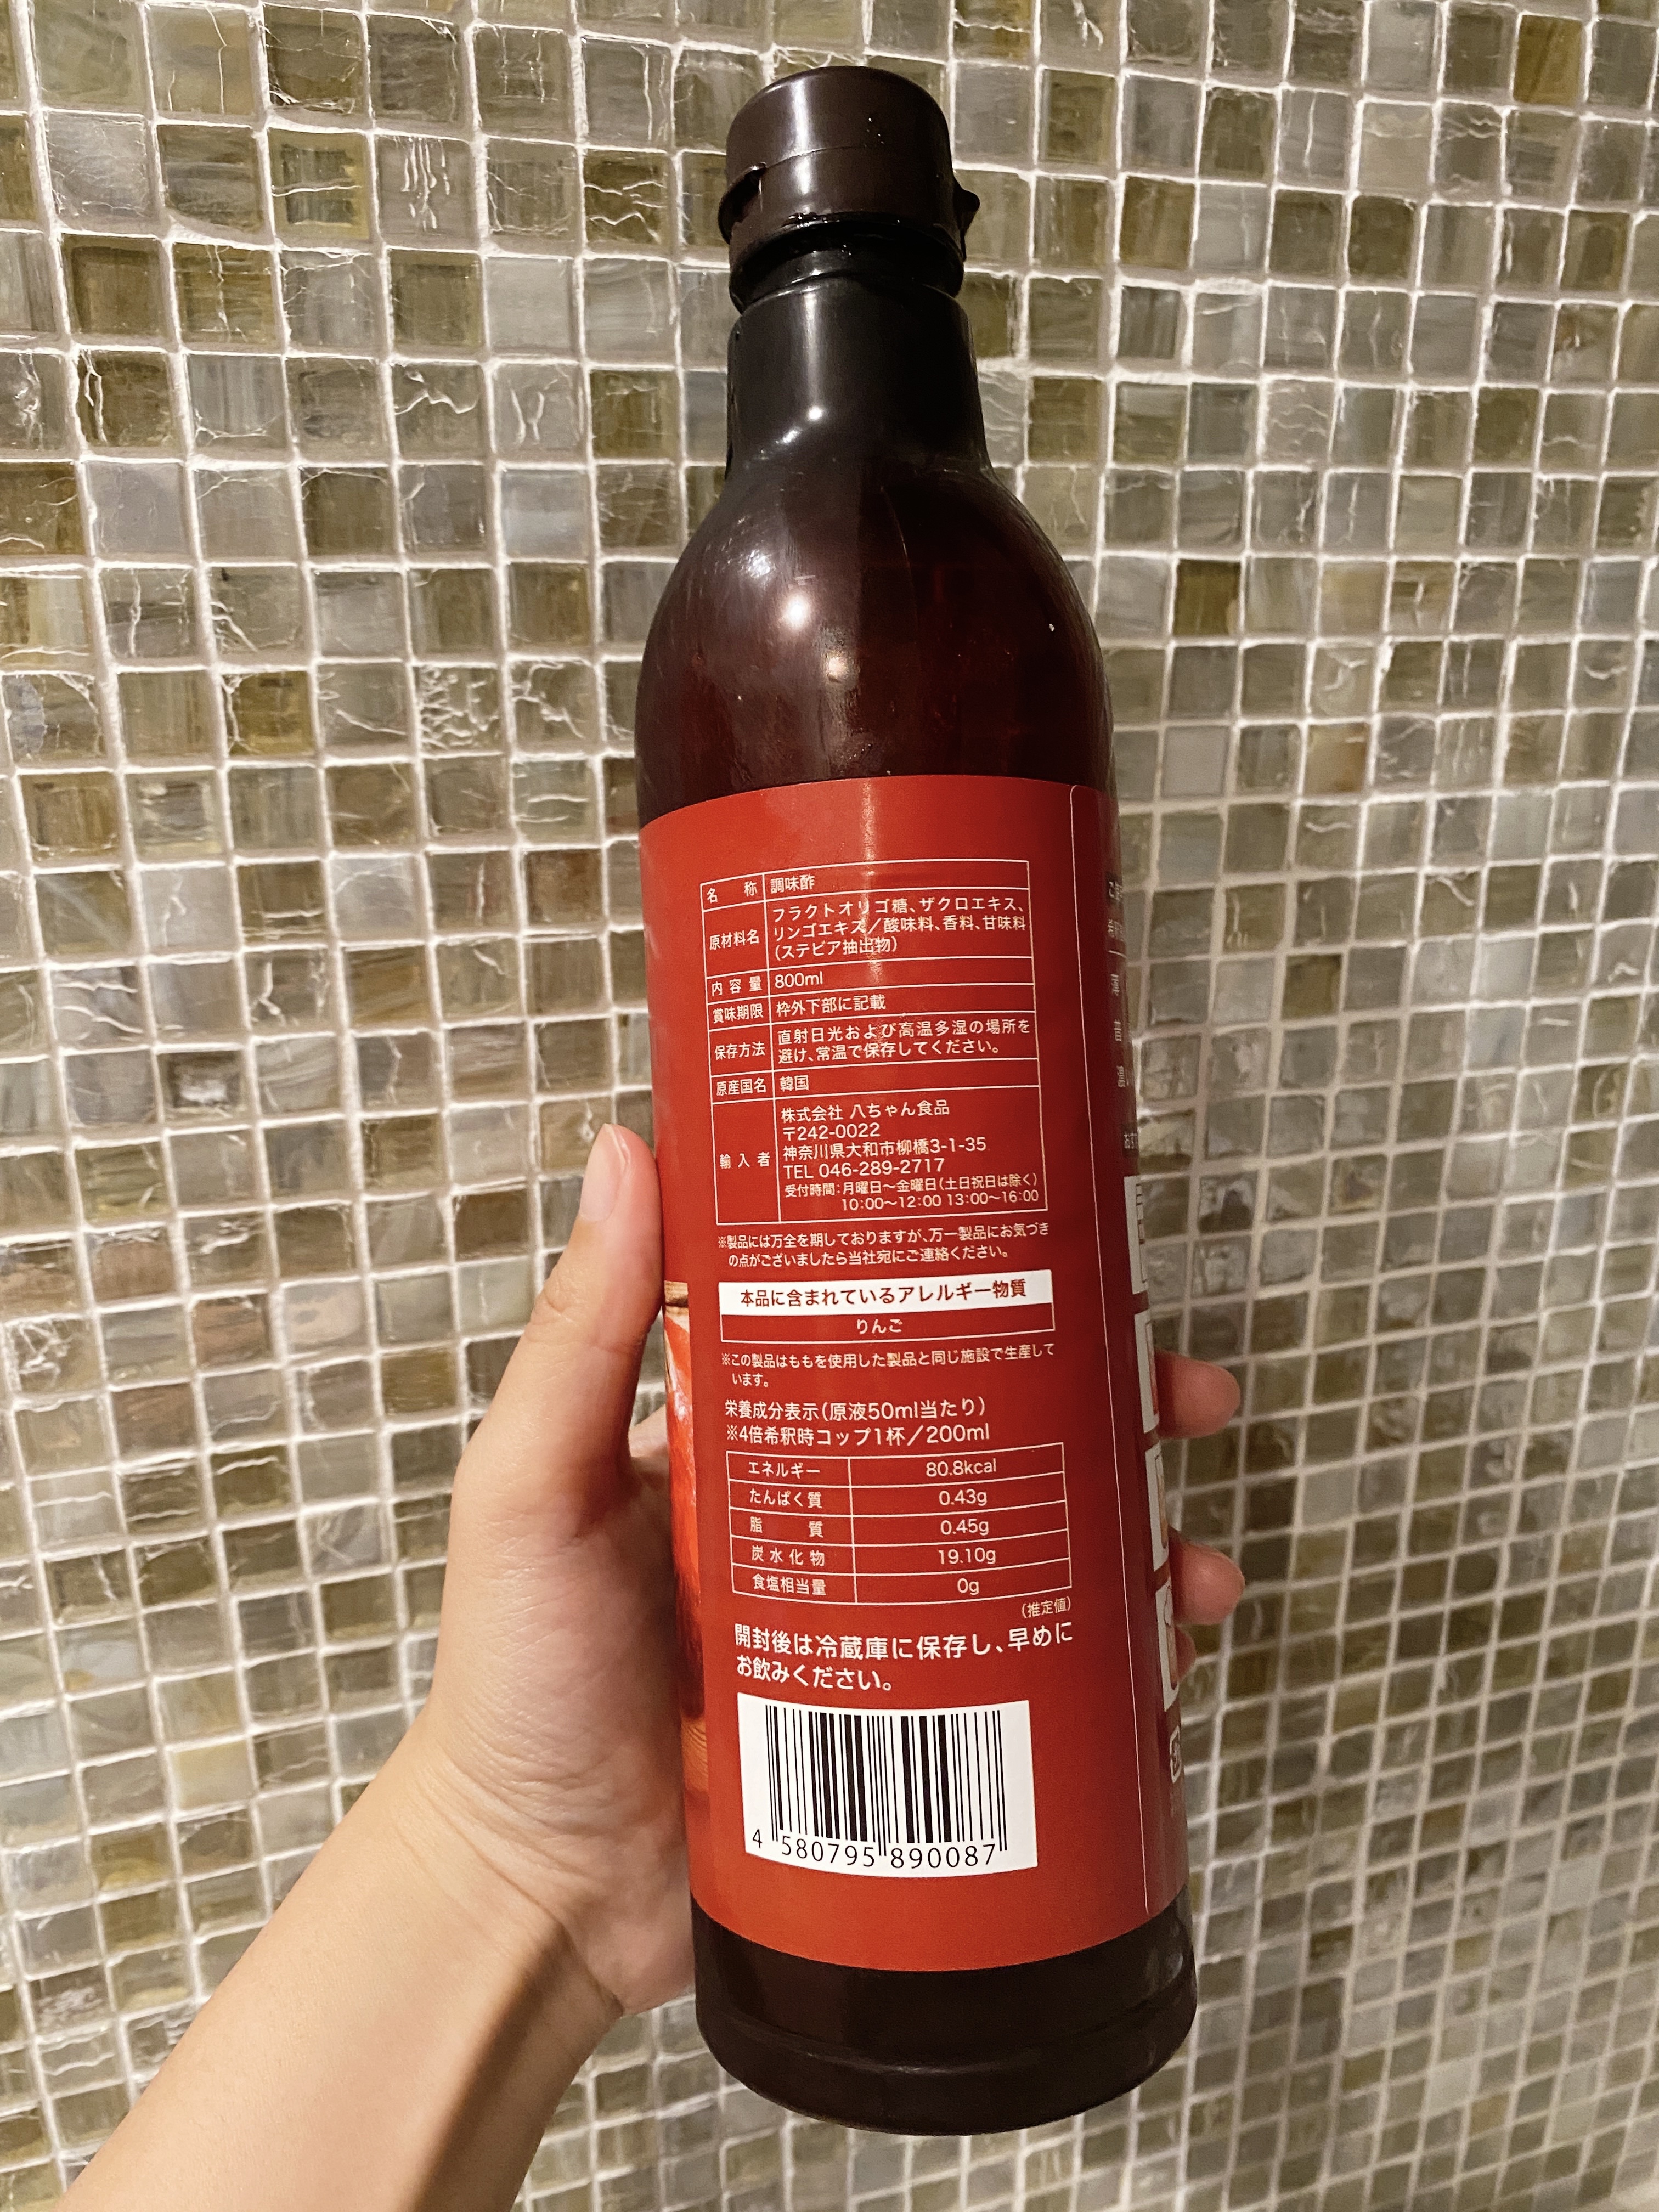 名 称 調味酢
原材料名 フラクトオリゴ糖、ザクロエキス、
リンゴエキス／酸味料、香料、甘味料
（ステビア抽出物）
内容量 800ml
賞味期限 枠外下部に記載
保存方法 直射日光および高温多湿の場所を
避け、常温で保存してください。
原産国名 韓国
輸入者 株式会社 八ちゃん食品
〒242-0022
神奈川県大和市柳橋3-1-35
TEL 046-289-2717
受付時間：月曜日～金曜日（土日祝日は除く）
10:00～12:00 13:00～16:00
※製品には万全を期しておりますが、万一製品にお気づき
の点がございましたら当社宛にご連絡ください。
本品に含まれているアレルギー物質
りんご
※この製品はももを使用した製品と同じ施設で生産して
います。
栄養成分表示（原液50ml当たり）
※4倍希釈時コップ1杯／200ml
エネルギー 80.8kcal
たんぱく質 0.43g
脂 質 0.45g
炭水化物 19.10g
食塩相当量 0g
（推定値）
開封後は冷蔵庫に保存し、早めに
お飲みください。
4 580795 890087